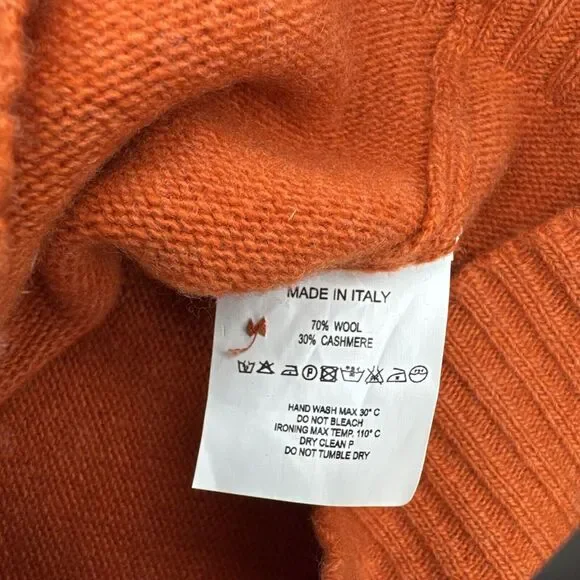 MADE IN ITALY
70% WOOL
30% CASHMERE
P
HAND WASH MAX 30° C
DO NOT BLEACH
IRONING MAX TEMP. 110° C
DRY CLEAN P
DO NOT TUMBLE DRY